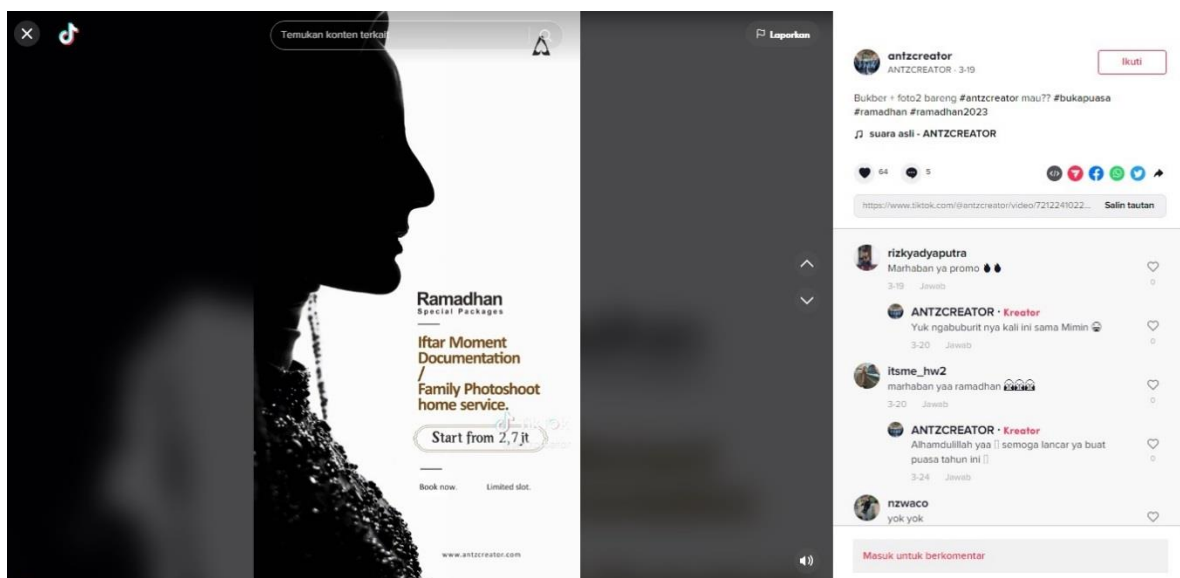 Temukan konten terkait
Laporkan
Ramadhan
Special Packages
Iftar Moment
Documentation
/
Family Photoshoot
home service.
Start from 2,7 jt
Book now. Limited slot.
www.antzcreator.com
antzcreator
ANTZCREATOR · 3-19
Ikuti
Bukber + foto2 bareng #antzcreator mau?? #bukapuasa
#ramadhan #ramadhan2023
suara asli - ANTZCREATOR
64 5
https://www.tiktok.com/@antzcreator/video/7212241022... Salin tautan
rizkyadyaputra
Marhaban ya promo
3-19 Jawab
0
ANTZCREATOR · Kreator
Yuk ngabuburit nya kali ini sama Mimin
3-20 Jawab
0
itsme_hw2
marhaban yaa ramadhan
3-20 Jawab
0
ANTZCREATOR · Kreator
Alhamdulillah yaa semoga lancar ya buat
puasa tahun ini
3-24 Jawab
0
nzwaco
yok yok
Masuk untuk berkomentar